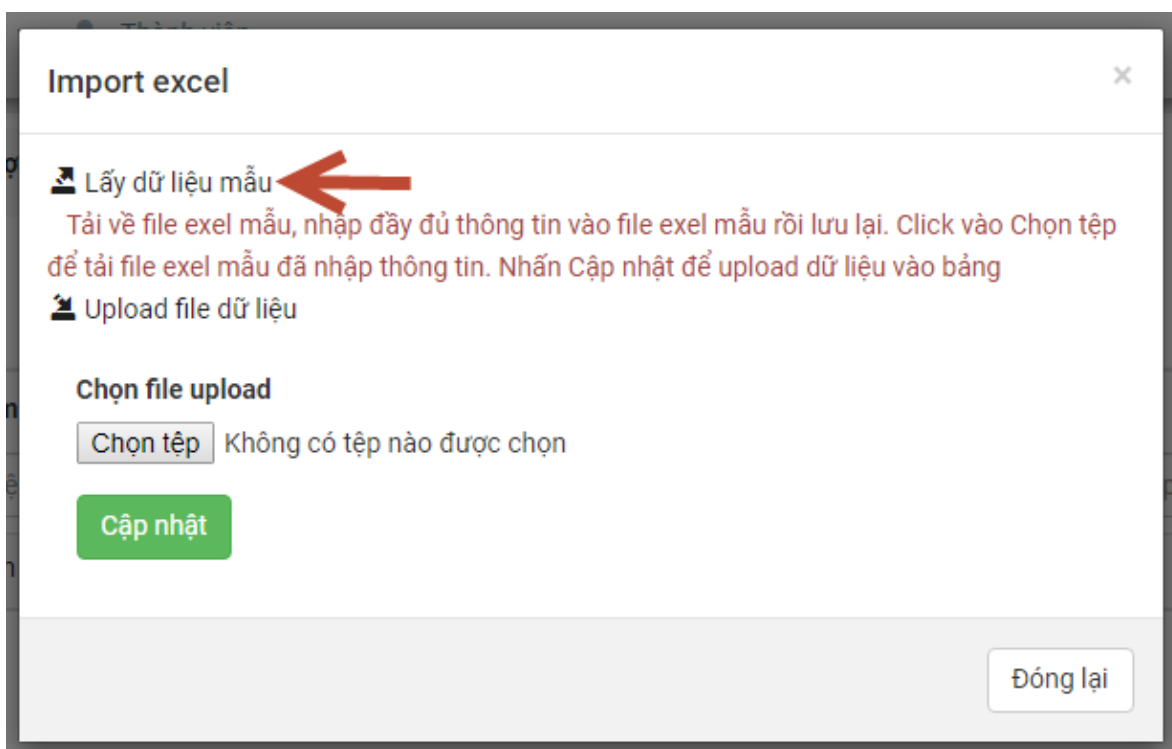 Thành viên
Import excel
×
Lấy dữ liệu mẫu
Tải về file exel mẫu, nhập đầy đủ thông tin vào file exel mẫu rồi lưu lại. Click vào Chọn tệp
để tải file exel mẫu đã nhập thông tin. Nhấn Cập nhật để upload dữ liệu vào bảng
Upload file dữ liệu
Chọn file upload
Chọn tệp Không có tệp nào được chọn
Cập nhật
Đóng lại